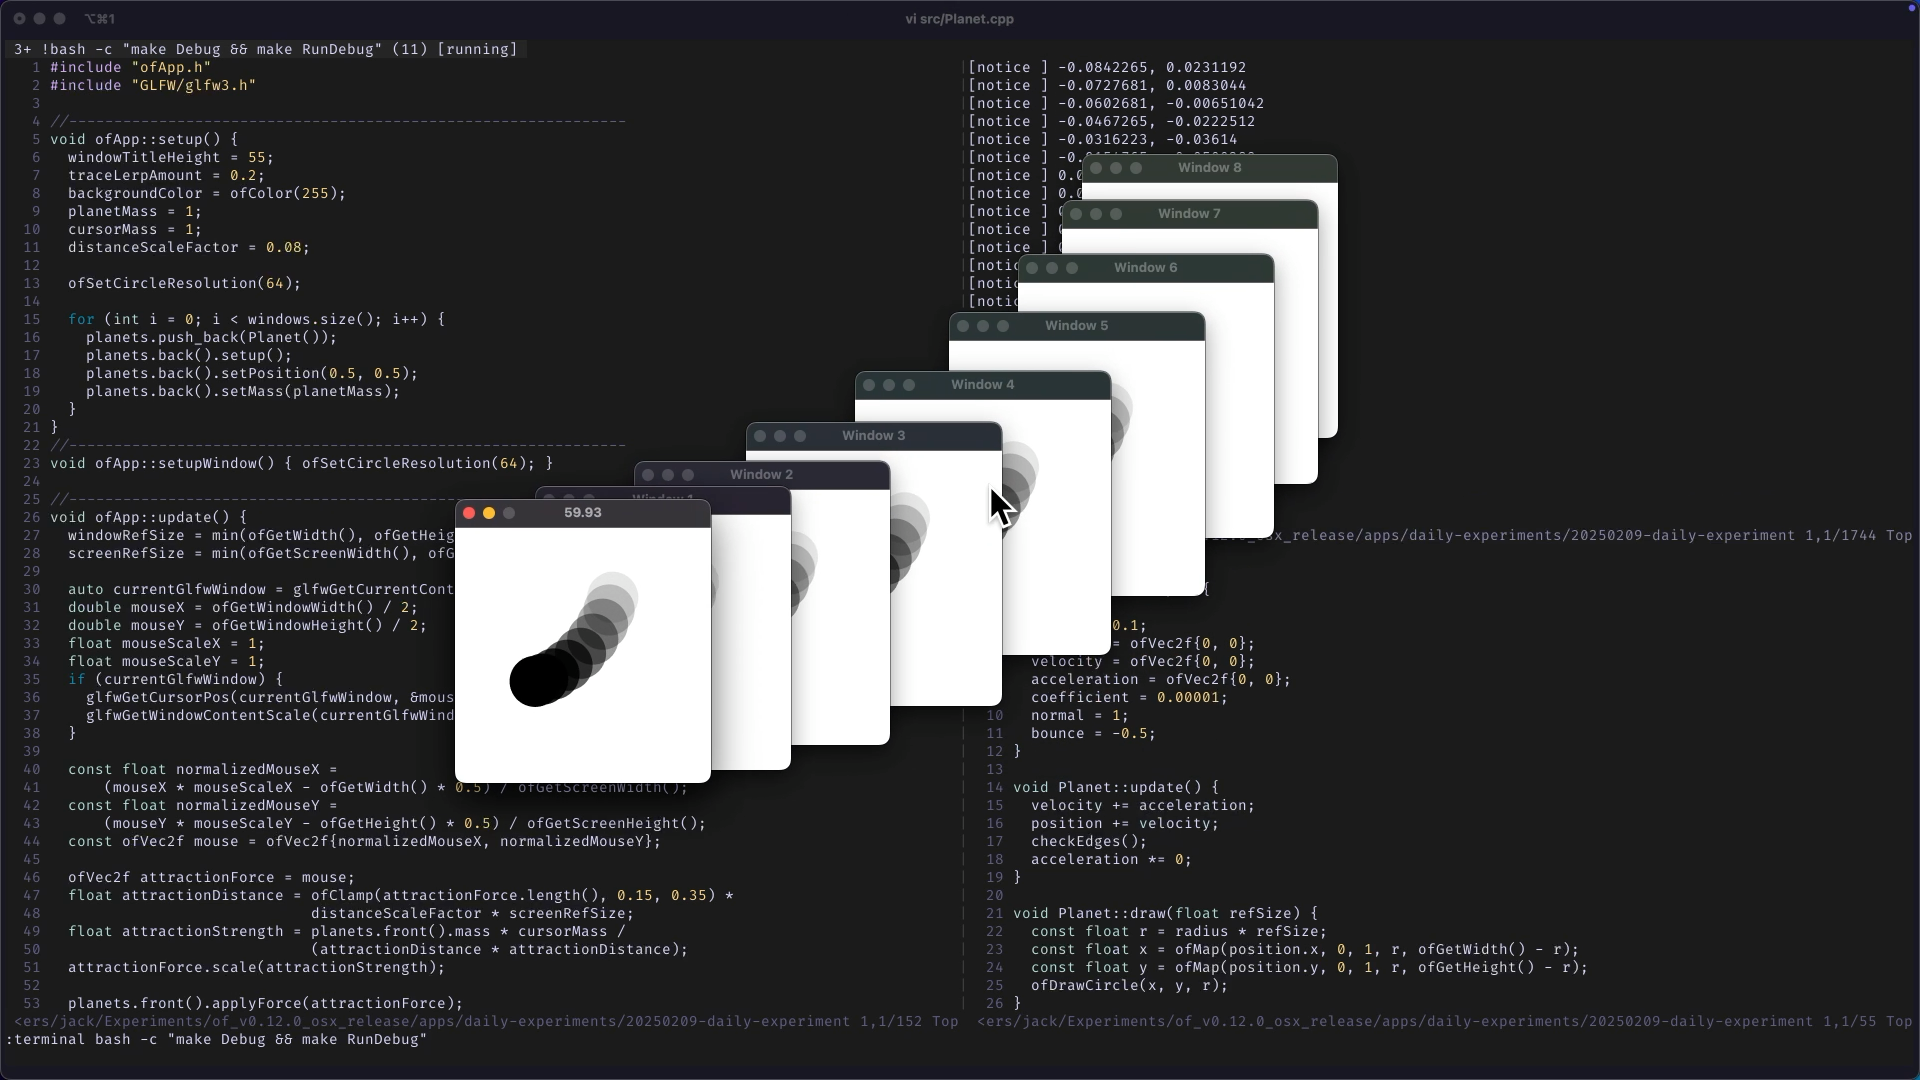 ⌥⌘1
vi src/Planet.cpp
3+ !bash -c "make Debug && make RunDebug" (11) [running]
1 #include "ofApp.h"
2 #include "GLFW/glfw3.h"
3
4 //--------------------------------------------------------------
5 void ofApp::setup() {
6   windowTitleHeight = 55;
7   traceLerpAmount = 0.2;
8   backgroundColor = ofColor(255);
9   planetMass = 1;
10   cursorMass = 1;
11   distanceScaleFactor = 0.08;
12
13   ofSetCircleResolution(64);
14
15   for (int i = 0; i < windows.size(); i++) {
16     planets.push_back(Planet());
17     planets.back().setup();
18     planets.back().setPosition(0.5, 0.5);
19     planets.back().setMass(planetMass);
20   }
21 }
22 //--------------------------------------------------------------
23 void ofApp::setupWindow() { ofSetCircleResolution(64); }
24
25 //--------------------------------------------
26 void ofApp::update() {
27   windowRefSize = min(ofGetWidth(), ofGetHeig
28   screenRefSize = min(ofGetScreenWidth(), ofG
29
30   auto currentGlfwWindow = glfwGetCurrentCont
31   double mouseX = ofGetWindowWidth() / 2;
32   double mouseY = ofGetWindowHeight() / 2;
33   float mouseScaleX = 1;
34   float mouseScaleY = 1;
35   if (currentGlfwWindow) {
36     glfwGetCursorPos(currentGlfwWindow, &mous
37     glfwGetWindowContentScale(currentGlfwWind
38   }
39
40   const float normalizedMouseX =
41       (mouseX * mouseScaleX - ofGetWidth() * 0.5) / ofGetScreenWidth();
42   const float normalizedMouseY =
43       (mouseY * mouseScaleY - ofGetHeight() * 0.5) / ofGetScreenHeight();
44   const ofVec2f mouse = ofVec2f{normalizedMouseX, normalizedMouseY};
45
46   ofVec2f attractionForce = mouse;
47   float attractionDistance = ofClamp(attractionForce.length(), 0.15, 0.35) *
48                              distanceScaleFactor * screenRefSize;
49   float attractionStrength = planets.front().mass * cursorMass /
50                              (attractionDistance * attractionDistance);
51   attractionForce.scale(attractionStrength);
52
53   planets.front().applyForce(attractionForce);
<ers/jack/Experiments/of_v0.12.0_osx_release/apps/daily-experiments/20250209-daily-experiment 1,1/152 Top
:terminal bash -c "make Debug && make RunDebug"
[notice ] -0.0842265, 0.0231192
[notice ] -0.0727681, 0.0083044
[notice ] -0.0602681, -0.00651042
[notice ] -0.0467265, -0.0222512
[notice ] -0.0316223, -0.03614
[notice ] -0.
[notice ] 0.0
[notice ] 0.0
[notice ]
[notice ]
[notice ]
[notic
[notic
[notic
Window 8
Window 7
Window 6
Window 5
Window 4
Window 3
Window 2
Window 1
59.93
_osx_release/apps/daily-experiments/20250209-daily-experiment 1,1/1744 Top
{
0.1;
= ofVec2f{0, 0};
velocity = ofVec2f{0, 0};
acceleration = ofVec2f{0, 0};
coefficient = 0.00001;
10   normal = 1;
11   bounce = -0.5;
12 }
13
14 void Planet::update() {
15   velocity += acceleration;
16   position += velocity;
17   checkEdges();
18   acceleration *= 0;
19 }
20
21 void Planet::draw(float refSize) {
22   const float r = radius * refSize;
23   const float x = ofMap(position.x, 0, 1, r, ofGetWidth() - r);
24   const float y = ofMap(position.y, 0, 1, r, ofGetHeight() - r);
25   ofDrawCircle(x, y, r);
26 }
<ers/jack/Experiments/of_v0.12.0_osx_release/apps/daily-experiments/20250209-daily-experiment 1,1/55 Top